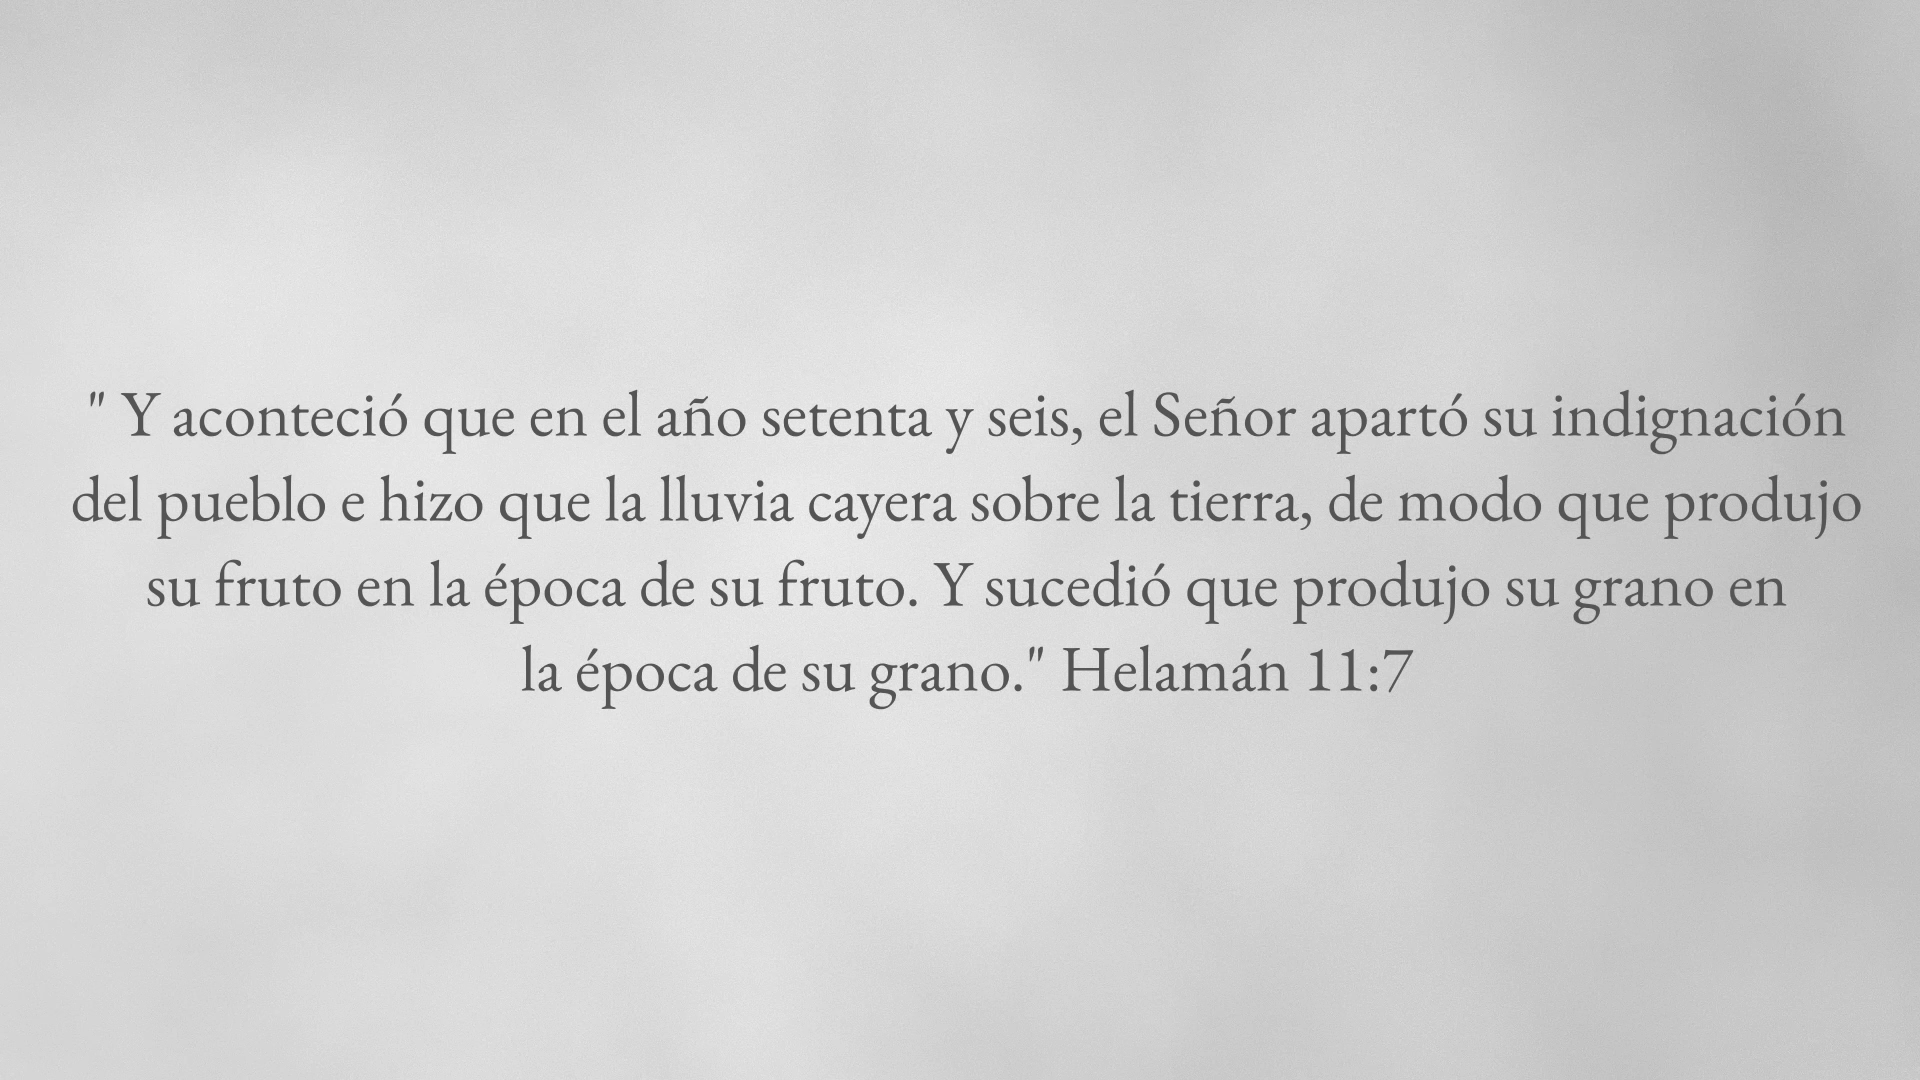 " Y aconteció que en el año setenta y seis, el Señor apartó su indignación
del pueblo e hizo que la lluvia cayera sobre la tierra, de modo que produjo
su fruto en la época de su fruto. Y sucedió que produjo su grano en
la época de su grano." Helamán 11:7